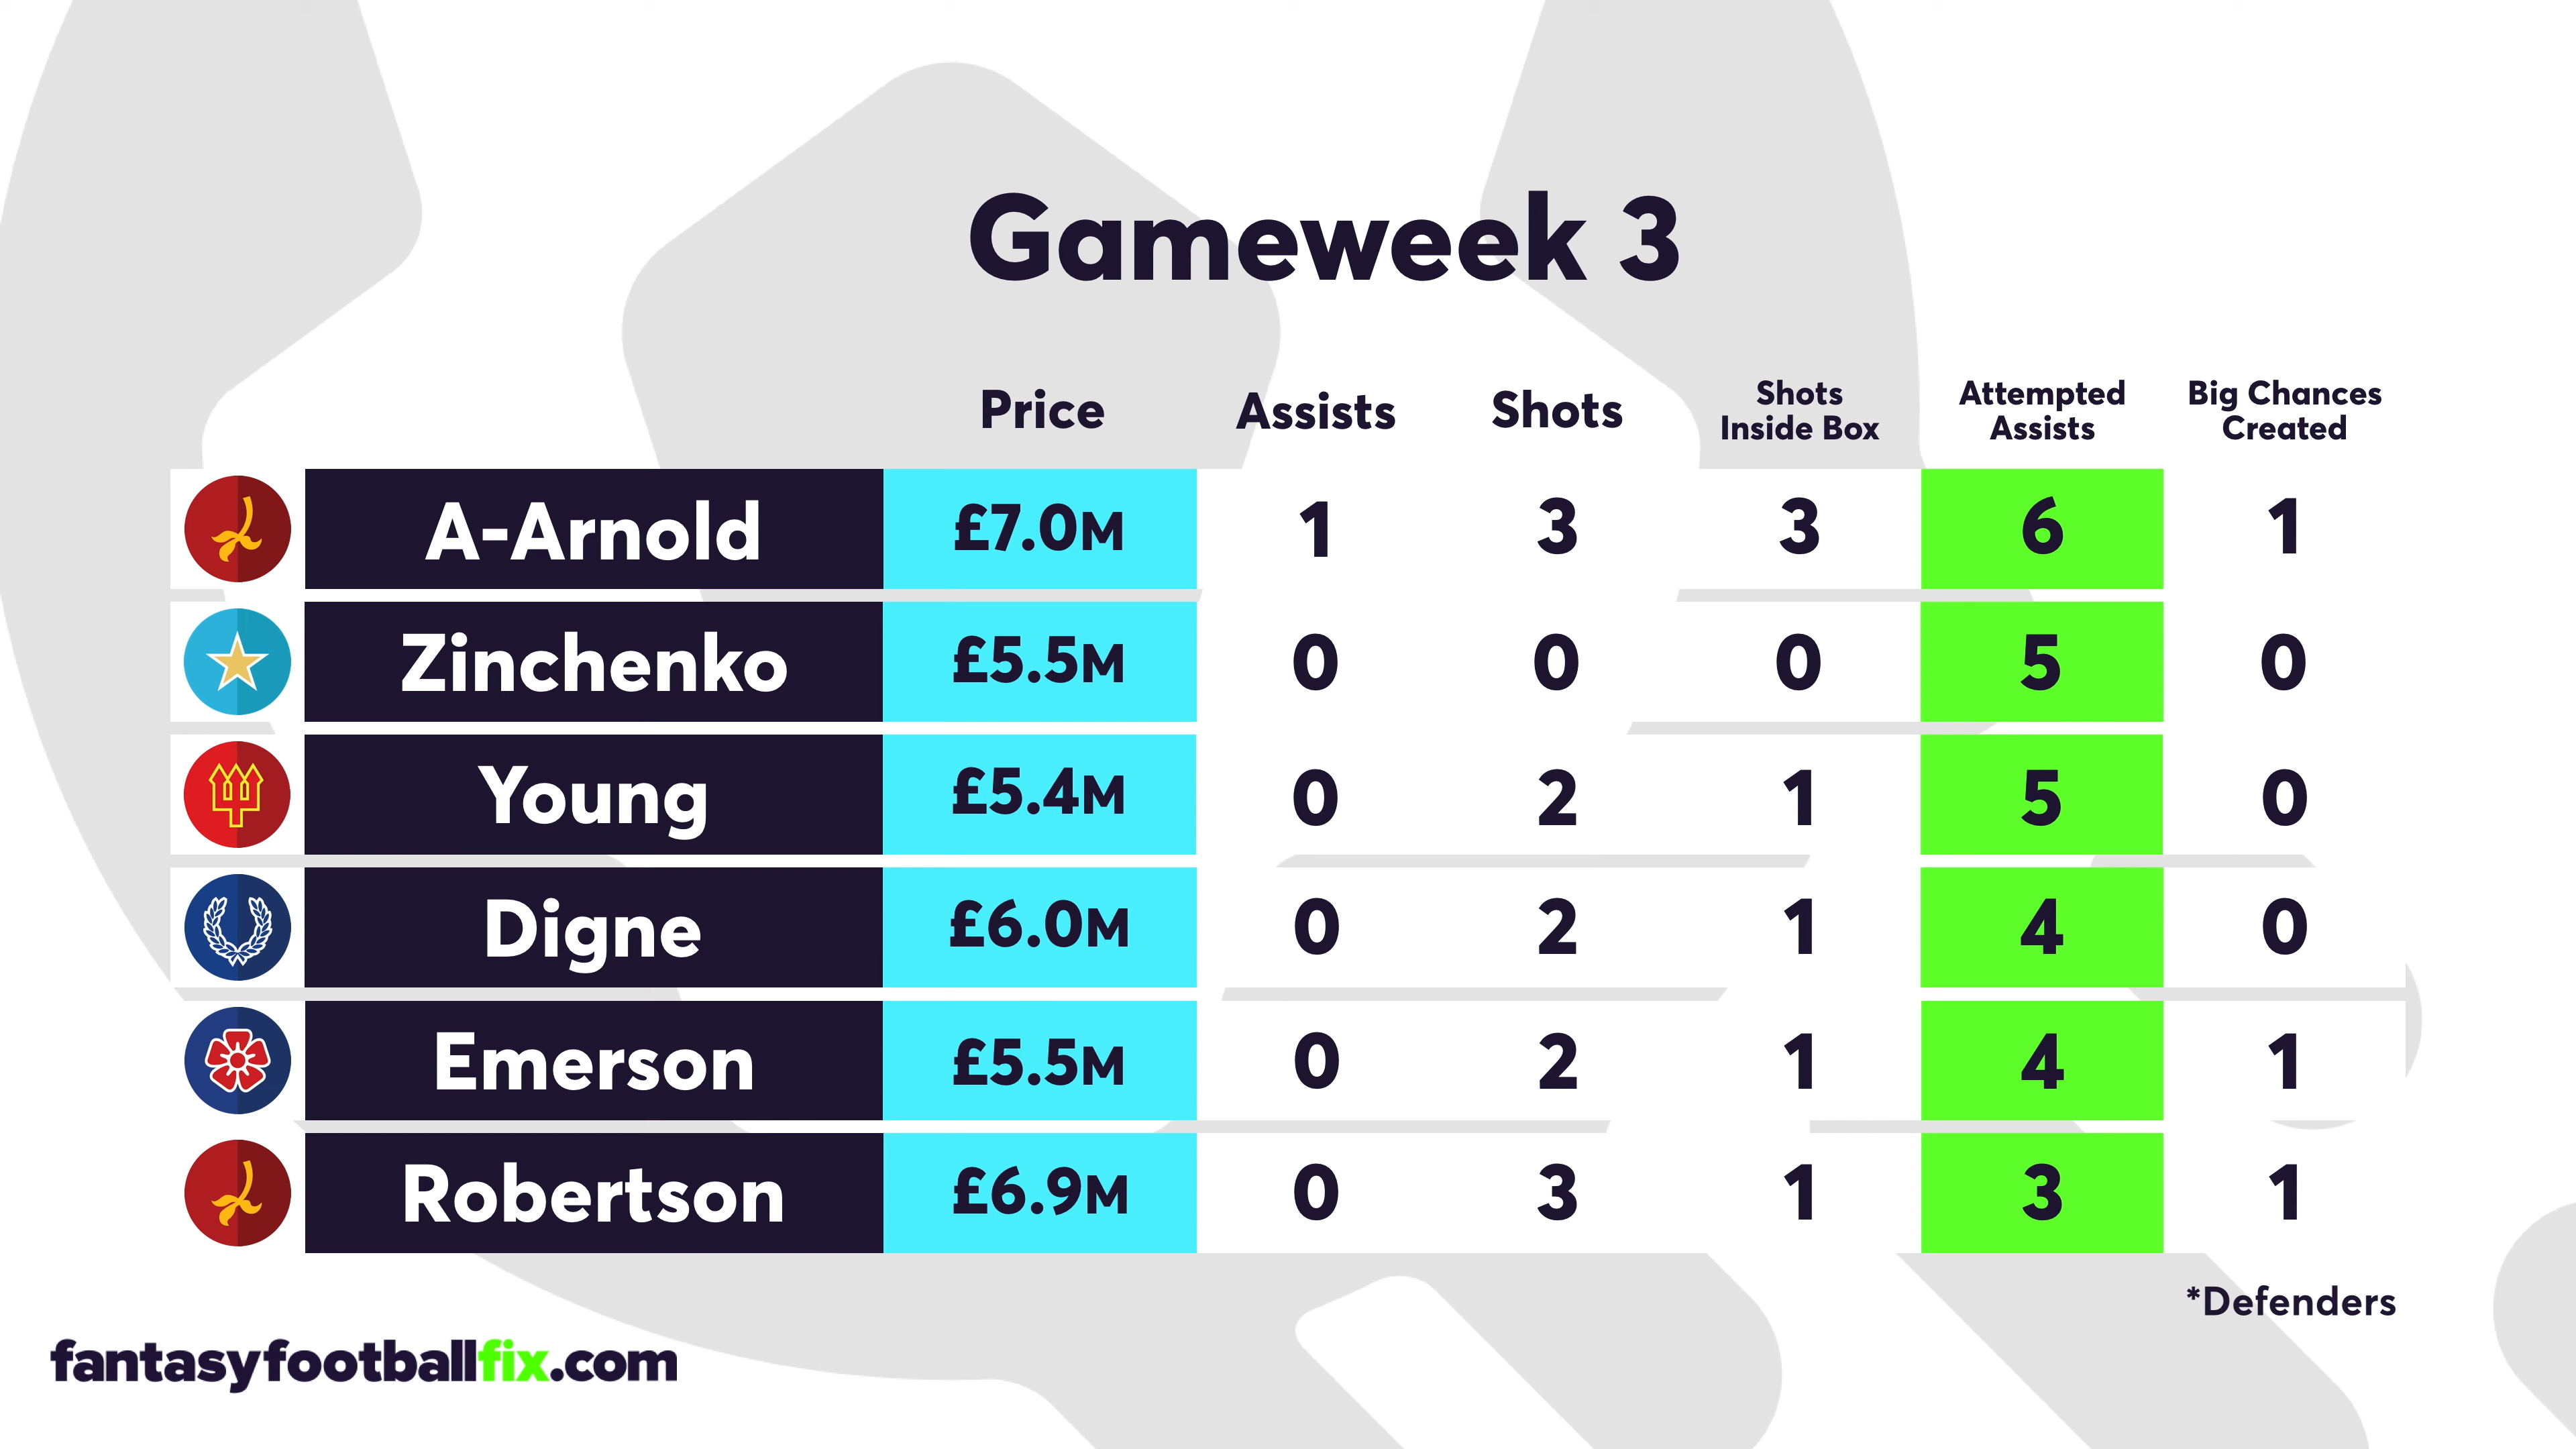 Gameweek 3
Price Assists Shots Shots Inside Box Attempted Assists Big Chances Created
A-Arnold £7.0M 1 3 3 6 1
Zinchenko £5.5M 0 0 0 5 0
Young £5.4M 0 2 1 5 0
Digne £6.0M 0 2 1 4 0
Emerson £5.5M 0 2 1 4 1
Robertson £6.9M 0 3 1 3 1
*Defenders
fantasyfootballfix.com